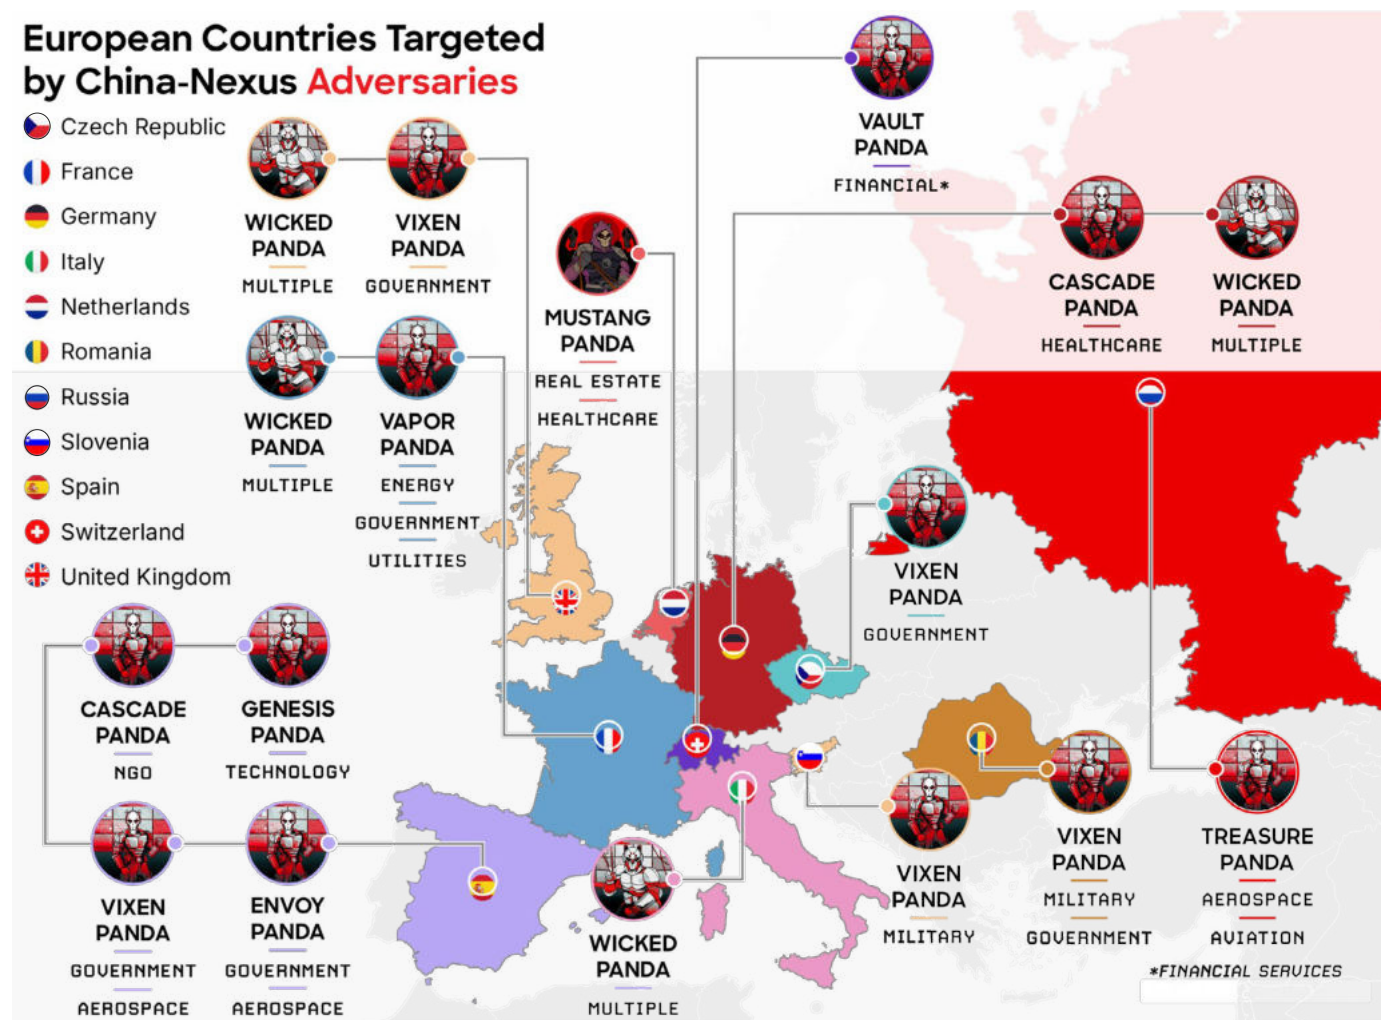 European Countries Targeted
by China-Nexus Adversaries
Czech Republic
France
Germany
Italy
Netherlands
Romania
Russia
Slovenia
Spain
Switzerland
United Kingdom
WICKED
PANDA
MULTIPLE
VIXEN
PANDA
GOVERNMENT
WICKED
PANDA
MULTIPLE
VAPOR
PANDA
ENERGY
GOVERNMENT
UTILITIES
MUSTANG
PANDA
REAL ESTATE
HEALTHCARE
VAULT
PANDA
FINANCIAL*
CASCADE
PANDA
HEALTHCARE
WICKED
PANDA
MULTIPLE
VIXEN
PANDA
GOVERNMENT
CASCADE
PANDA
NGO
GENESIS
PANDA
TECHNOLOGY
VIXEN
PANDA
GOVERNMENT
AEROSPACE
ENVOY
PANDA
GOVERNMENT
AEROSPACE
WICKED
PANDA
MULTIPLE
VIXEN
PANDA
MILITARY
VIXEN
PANDA
MILITARY
GOVERNMENT
TREASURE
PANDA
AEROSPACE
AVIATION
*FINANCIAL SERVICES